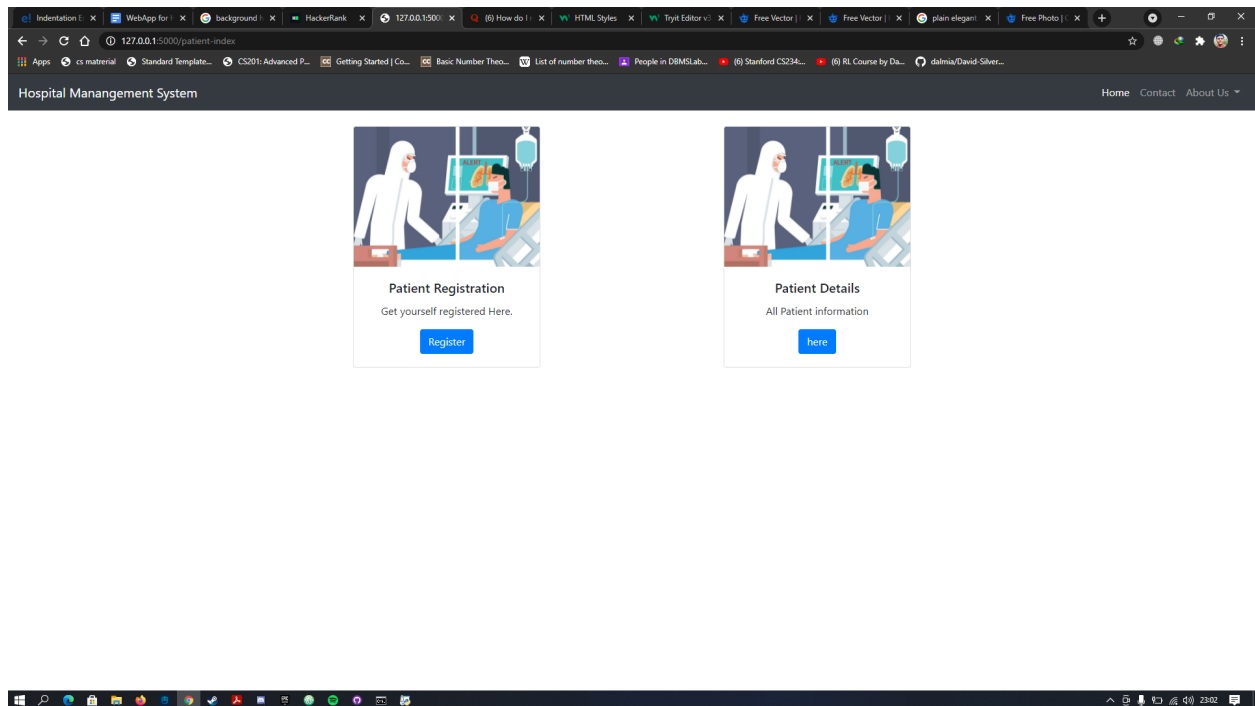 Indentation E
WebApp for H
background h
HackerRank
127.0.0.1:5000
(6) How do I
HTML Styles
Tryit Editor v3
Free Vector |
Free Vector |
plain elegant
Free Photo | C
127.0.0.1:5000/patient-index
Apps
cs matrerial
Standard Template...
CS201: Advanced P...
Getting Started | Co...
Basic Number Theo...
List of number theo...
People in DBMSLab...
(6) Stanford CS234:...
(6) RL Course by Da...
dalmia/David-Silver...
Hospital Manangement System
Home Contact About Us
ALERT
ALERT
Patient Registration
Get yourself registered Here.
Register
Patient Details
All Patient information
here
23:02